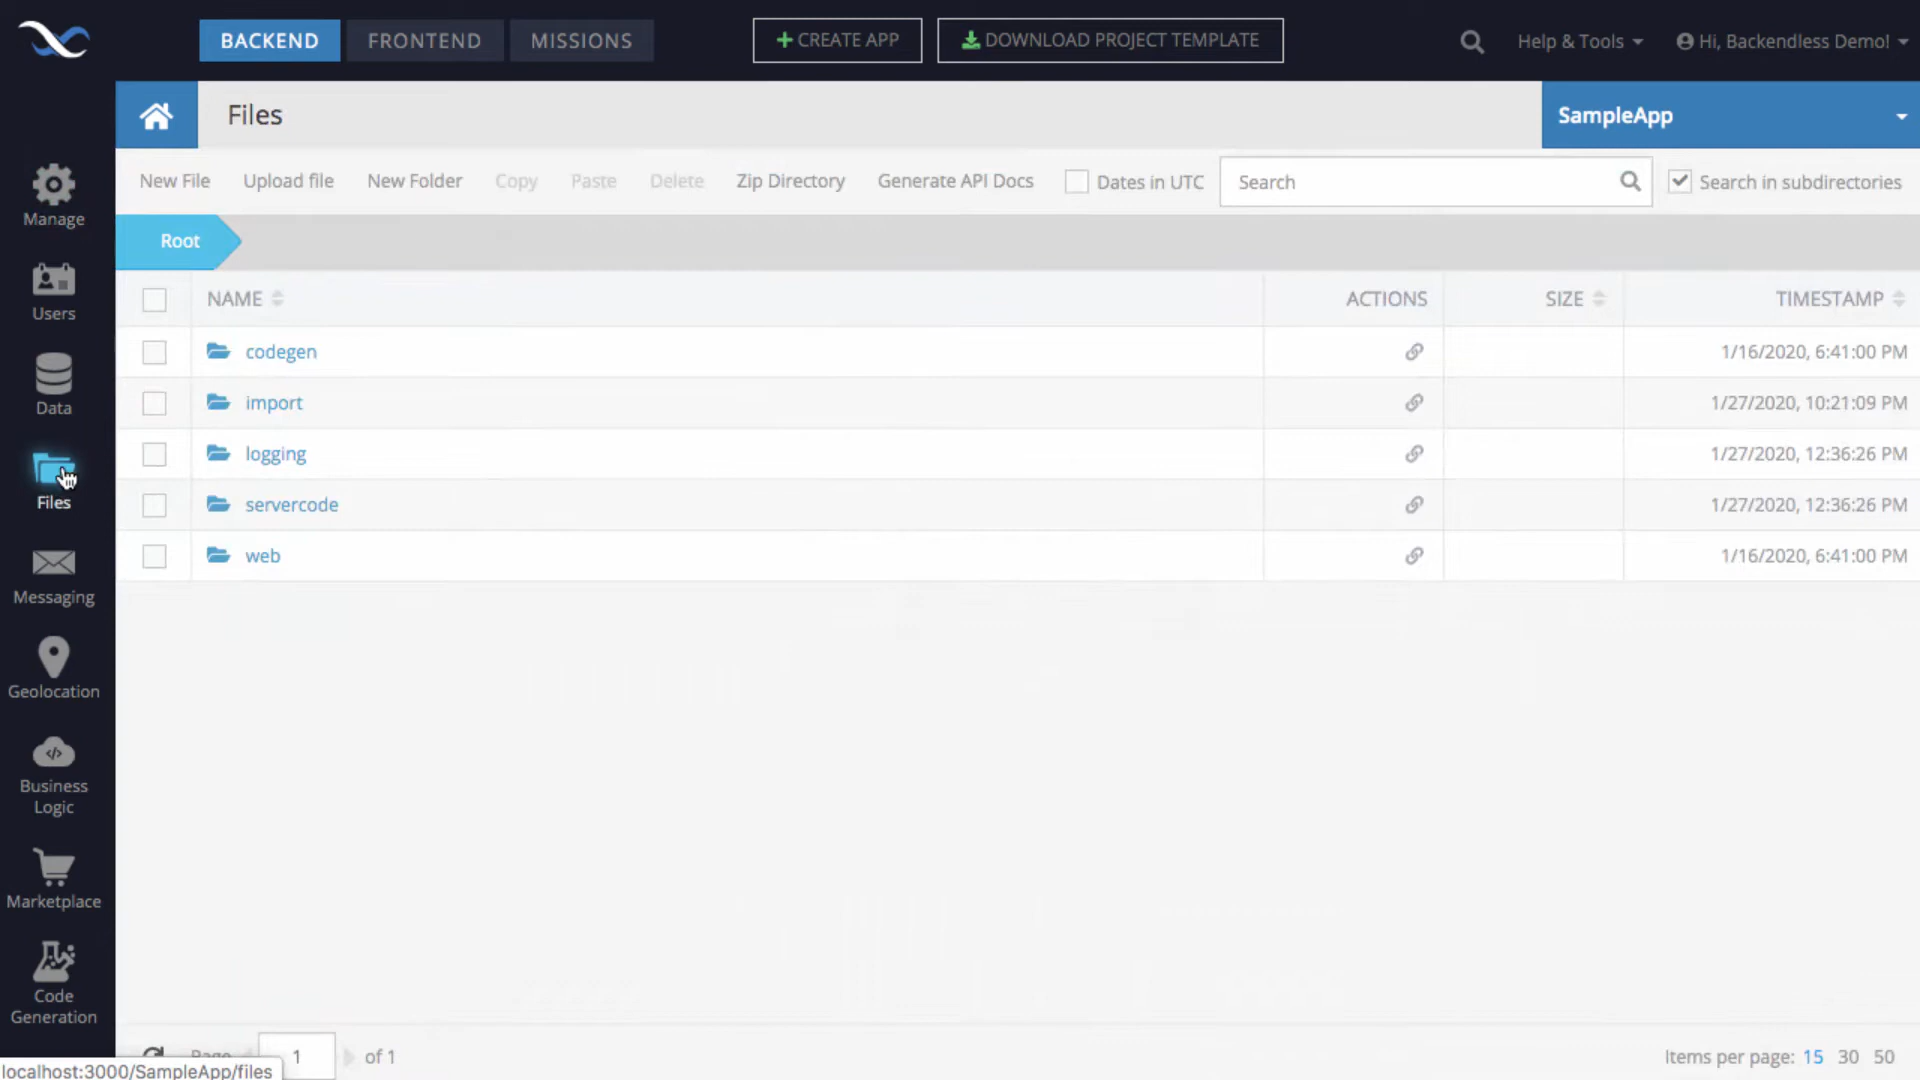 BACKEND FRONTEND MISSIONS CREATE APP DOWNLOAD PROJECT TEMPLATE Help & Tools Hi, Backendless Demo!
Files SampleApp
New File Upload file New Folder Copy Paste Delete Zip Directory Generate API Docs Dates in UTC Search Search in subdirectories
Root
NAME ACTIONS SIZE TIMESTAMP
codegen 1/16/2020, 6:41:00 PM
import 1/27/2020, 10:21:09 PM
logging 1/27/2020, 12:36:26 PM
servercode 1/27/2020, 12:36:26 PM
web 1/16/2020, 6:41:00 PM
Manage
Users
Data
Files
Messaging
Geolocation
Business
Logic
Marketplace
Code
Generation
Page 1 of 1 Items per page: 15 30 50
localhost:3000/SampleApp/files